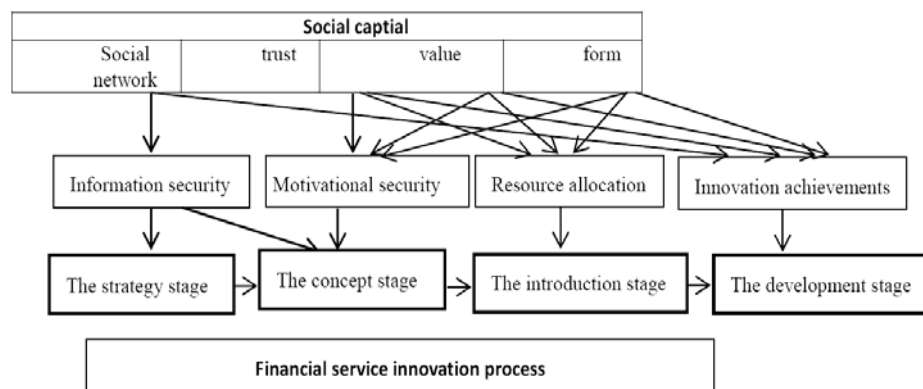 Social captial
Social
network
trust
value
form
Information security
Motivational security
Resource allocation
Innovation achievements
The strategy stage
The concept stage
The introduction stage
The development stage
Financial service innovation process